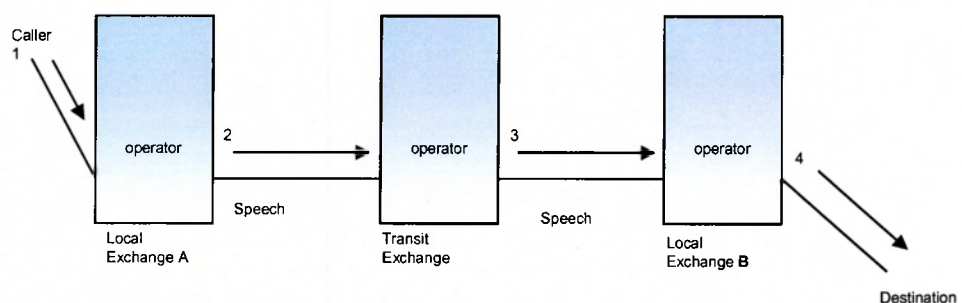 Caller
1
operator
2
Speech
Local
Exchange A
operator
3
Speech
Transit
Exchange
operator
4
Local
Exchange B
Destination